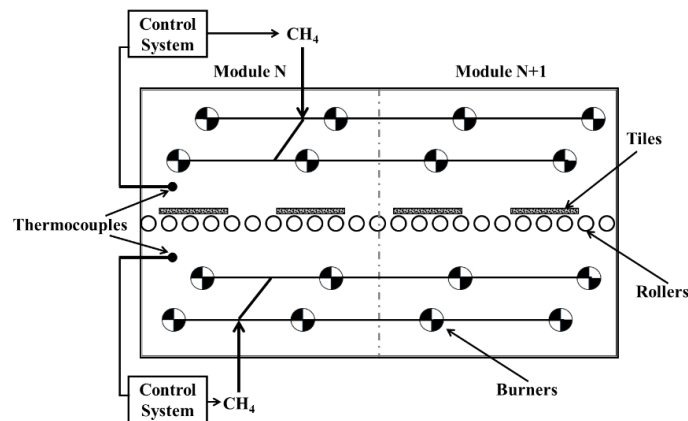 Control
System
CH4
Module N
Module N+1
Tiles
Thermocouples
Rollers
Burners
Control
System
CH4